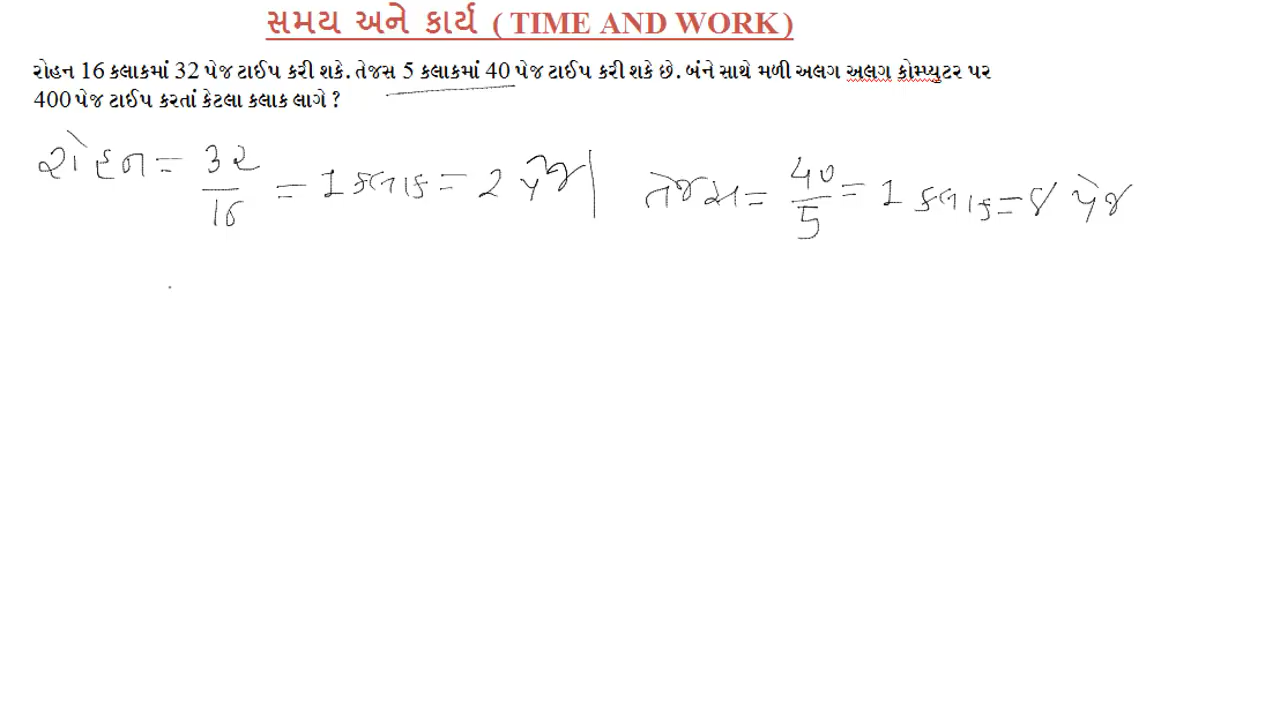 સમય અને કાર્ય ( TIME AND WORK )
રોહન 16 કલાકમાં 32 પેજ ટાઈપ કરી શકે. તેજસ 5 કલાકમાં 40 પેજ ટાઈપ કરી શકે છે. બંને સાથે મળી અલગ અલગ કોમ્પ્યુટર પર
400 પેજ ટાઈપ કરતાં કેટલા કલાક લાગે ?
રોહન = 32/16 = 1 કલાક = 2 પેજ | તેજસ = 40/5 = 1 કલાક = 8 પેજ